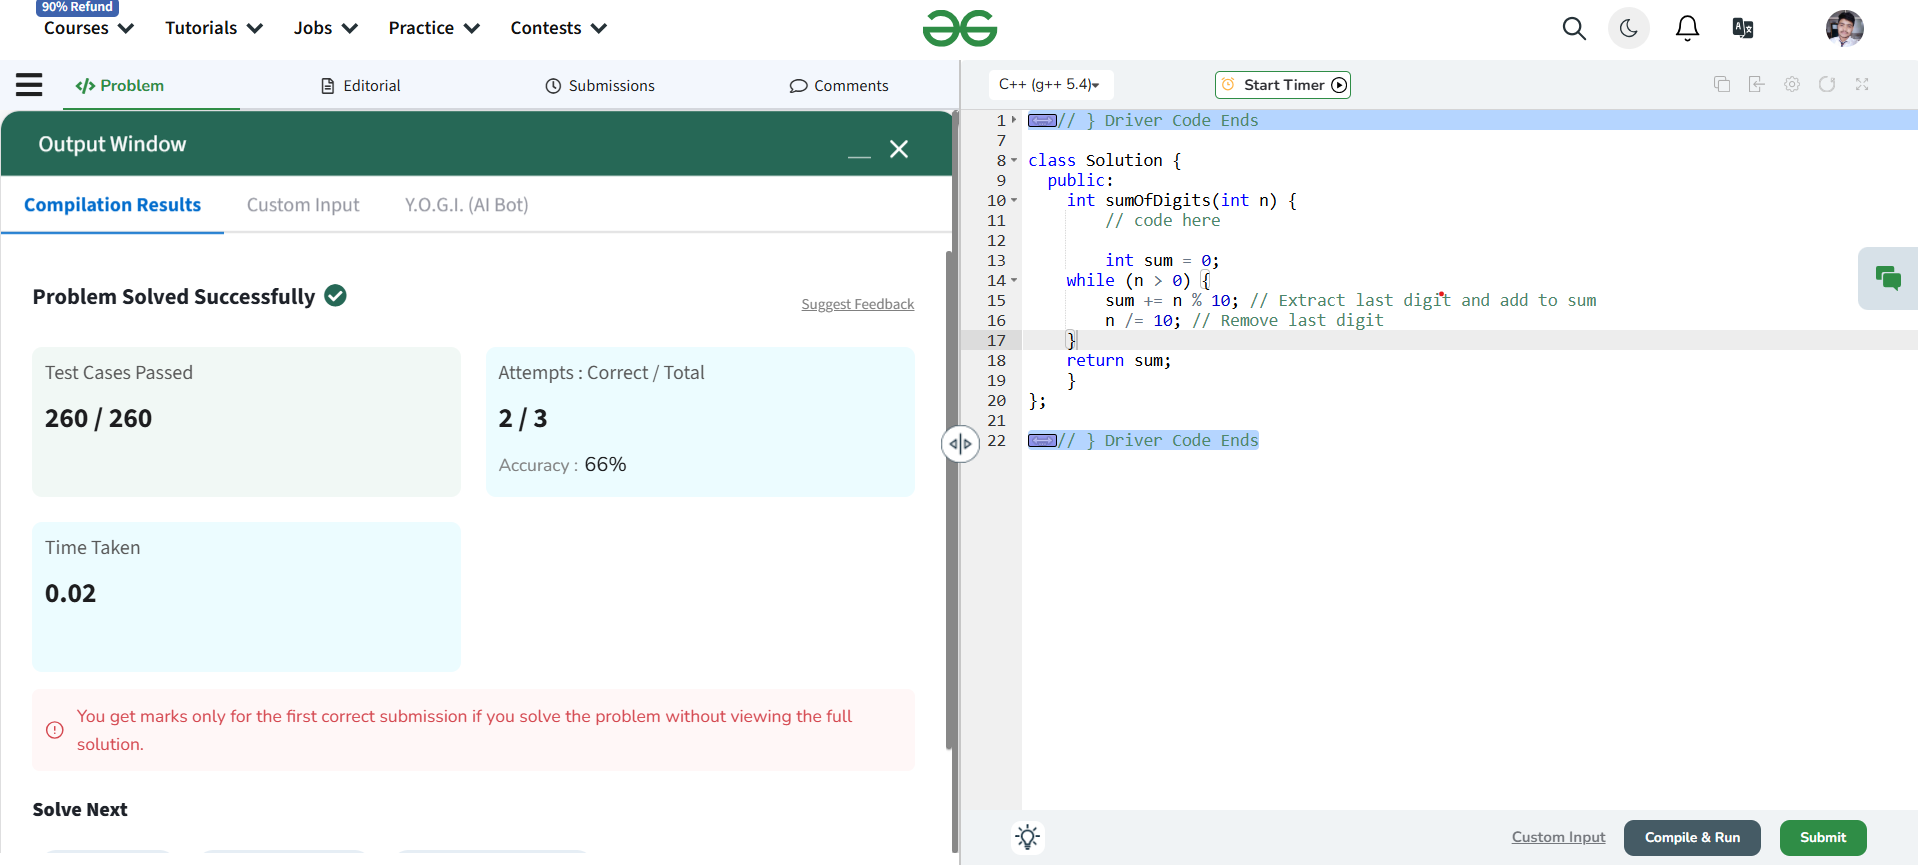 90% Refund
Courses Tutorials Jobs Practice Contests
Problem Editorial Submissions Comments
Output Window
Compilation Results Custom Input Y.O.G.I. (AI Bot)
Problem Solved Successfully
Suggest Feedback
Test Cases Passed
260 / 260
Attempts : Correct / Total
2 / 3
Accuracy : 66%
Time Taken
0.02
You get marks only for the first correct submission if you solve the problem without viewing the full
solution.
Solve Next
C++ (g++ 5.4)
Start Timer
1 // } Driver Code Ends
7
8 class Solution {
9 public:
10 int sumOfDigits(int n) {
11 // code here
12
13 int sum = 0;
14 while (n > 0) {
15 sum += n % 10; // Extract last digit and add to sum
16 n /= 10; // Remove last digit
17 }
18 return sum;
19 }
20 };
21
22 // } Driver Code Ends
Custom Input Compile & Run Submit